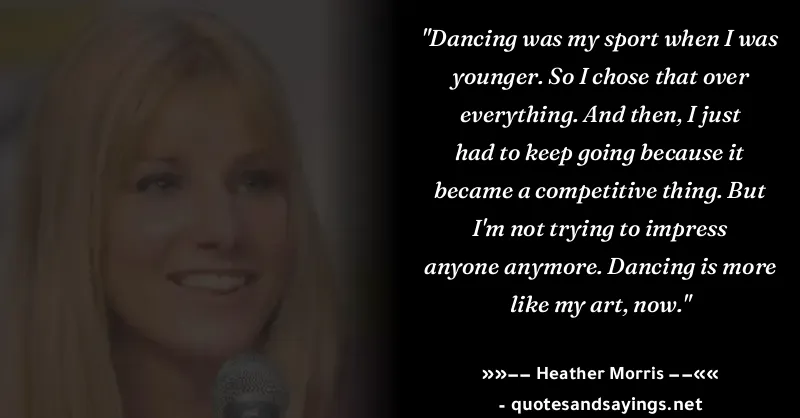 "Dancing was my sport when I was
younger. So I chose that over
everything. And then, I just
had to keep going because it
became a competitive thing. But
I'm not trying to impress
anyone anymore. Dancing is more
like my art, now."
»»−− Heather Morris −−««
- quotesandsayings.net